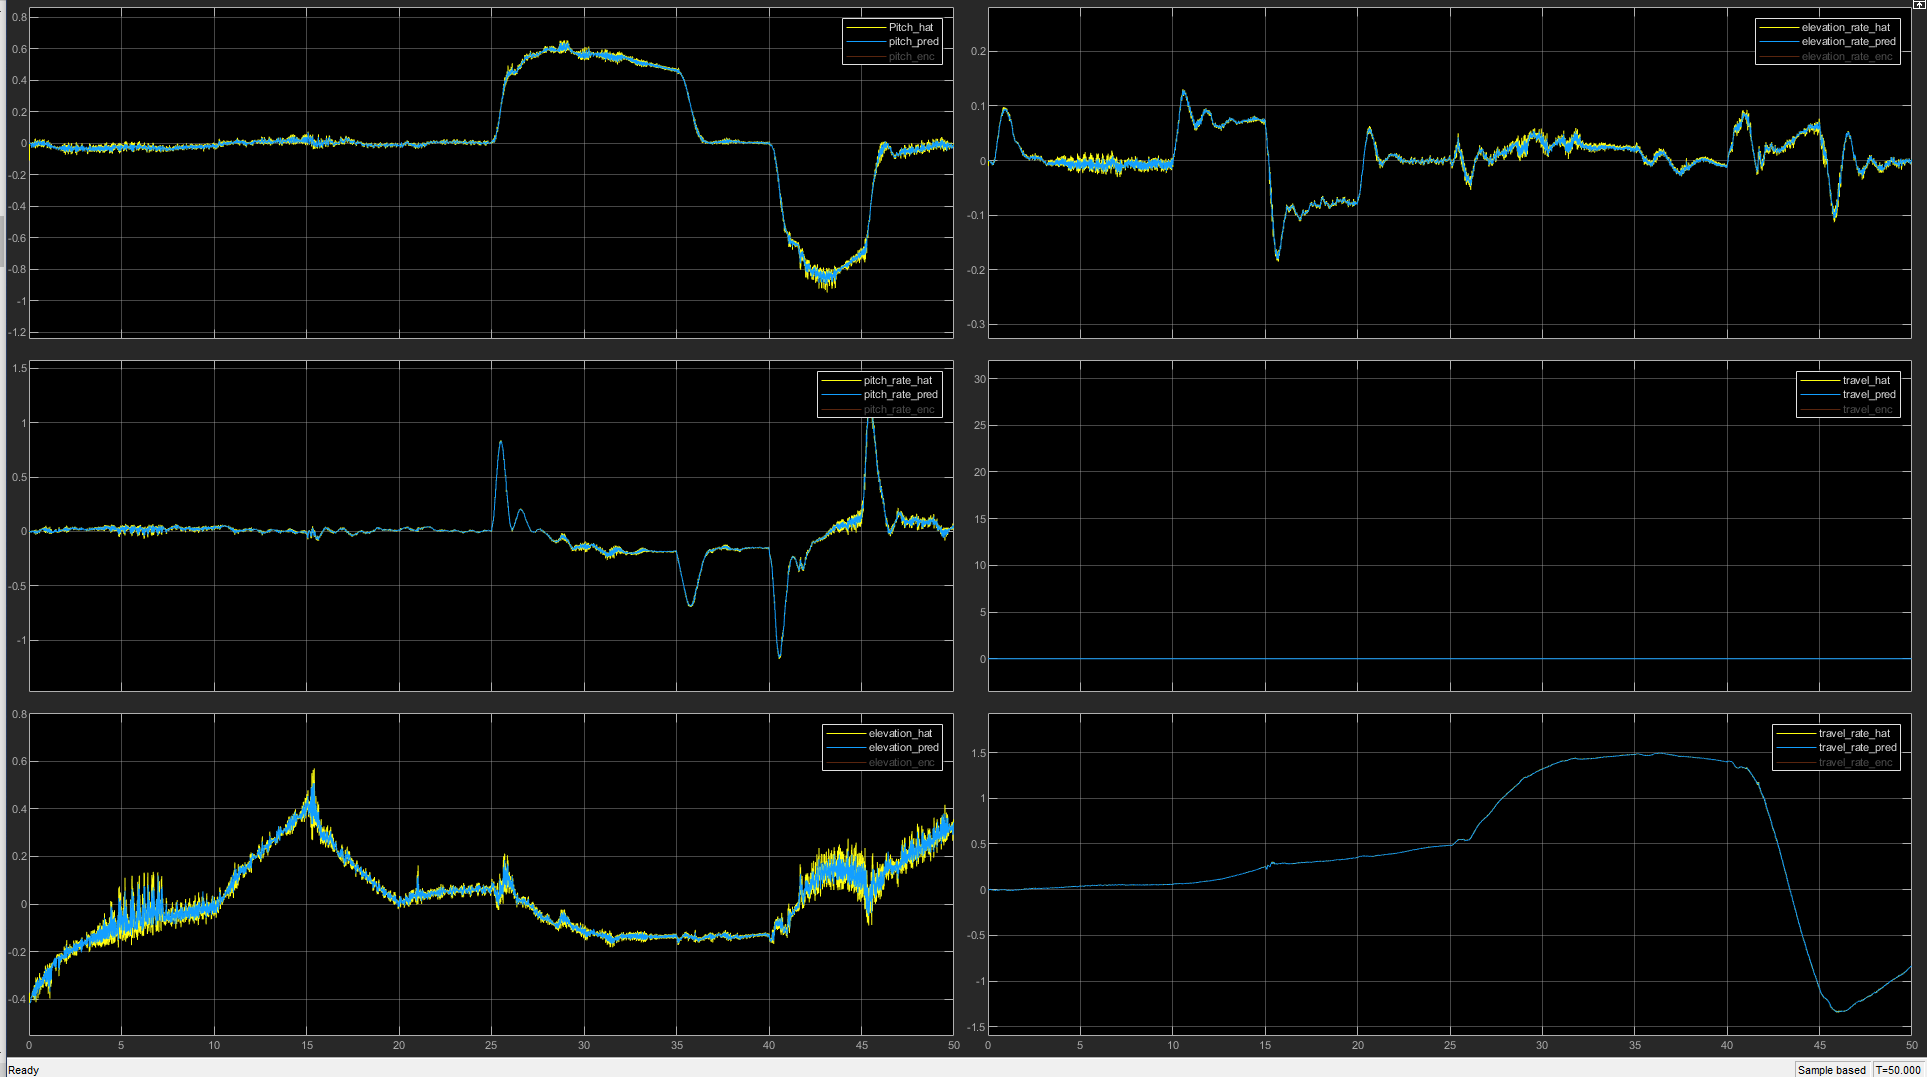 0.8
0.6
0.4
0.2
0
-0.2
-0.4
-0.6
-0.8
-1
-1.2
Pitch_hat
pitch_pred
pitch_enc
0.2
0.1
0
-0.1
-0.2
-0.3
elevation_rate_hat
elevation_rate_pred
elevation_rate_enc
1.5
1
0.5
0
-0.5
-1
pitch_rate_hat
pitch_rate_pred
pitch_rate_enc
30
25
20
15
10
5
0
travel_hat
travel_pred
travel_enc
0.8
0.6
0.4
0.2
0
-0.2
-0.4
elevation_hat
elevation_pred
elevation_enc
0 5 10 15 20 25 30 35 40 45 50
1.5
1
0.5
0
-0.5
-1
-1.5
travel_rate_hat
travel_rate_pred
travel_rate_enc
0 5 10 15 20 25 30 35 40 45 50
Ready
Sample based T=50.000